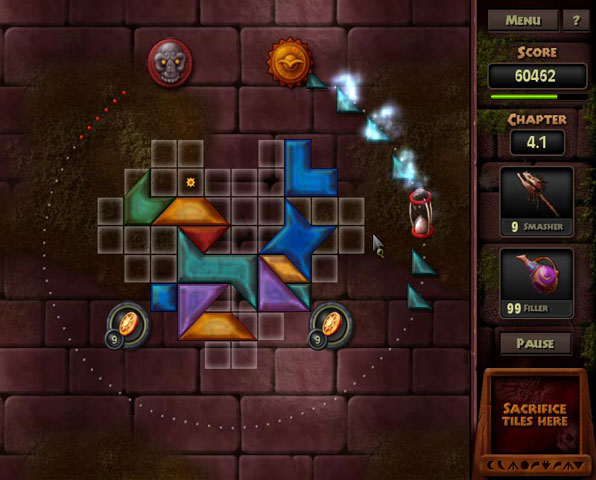 MENU ?
SCORE
60462
CHAPTER
4.1
9 SMASHER
99 FILLER
9
9
PAUSE
SACRIFICE
TILES HERE